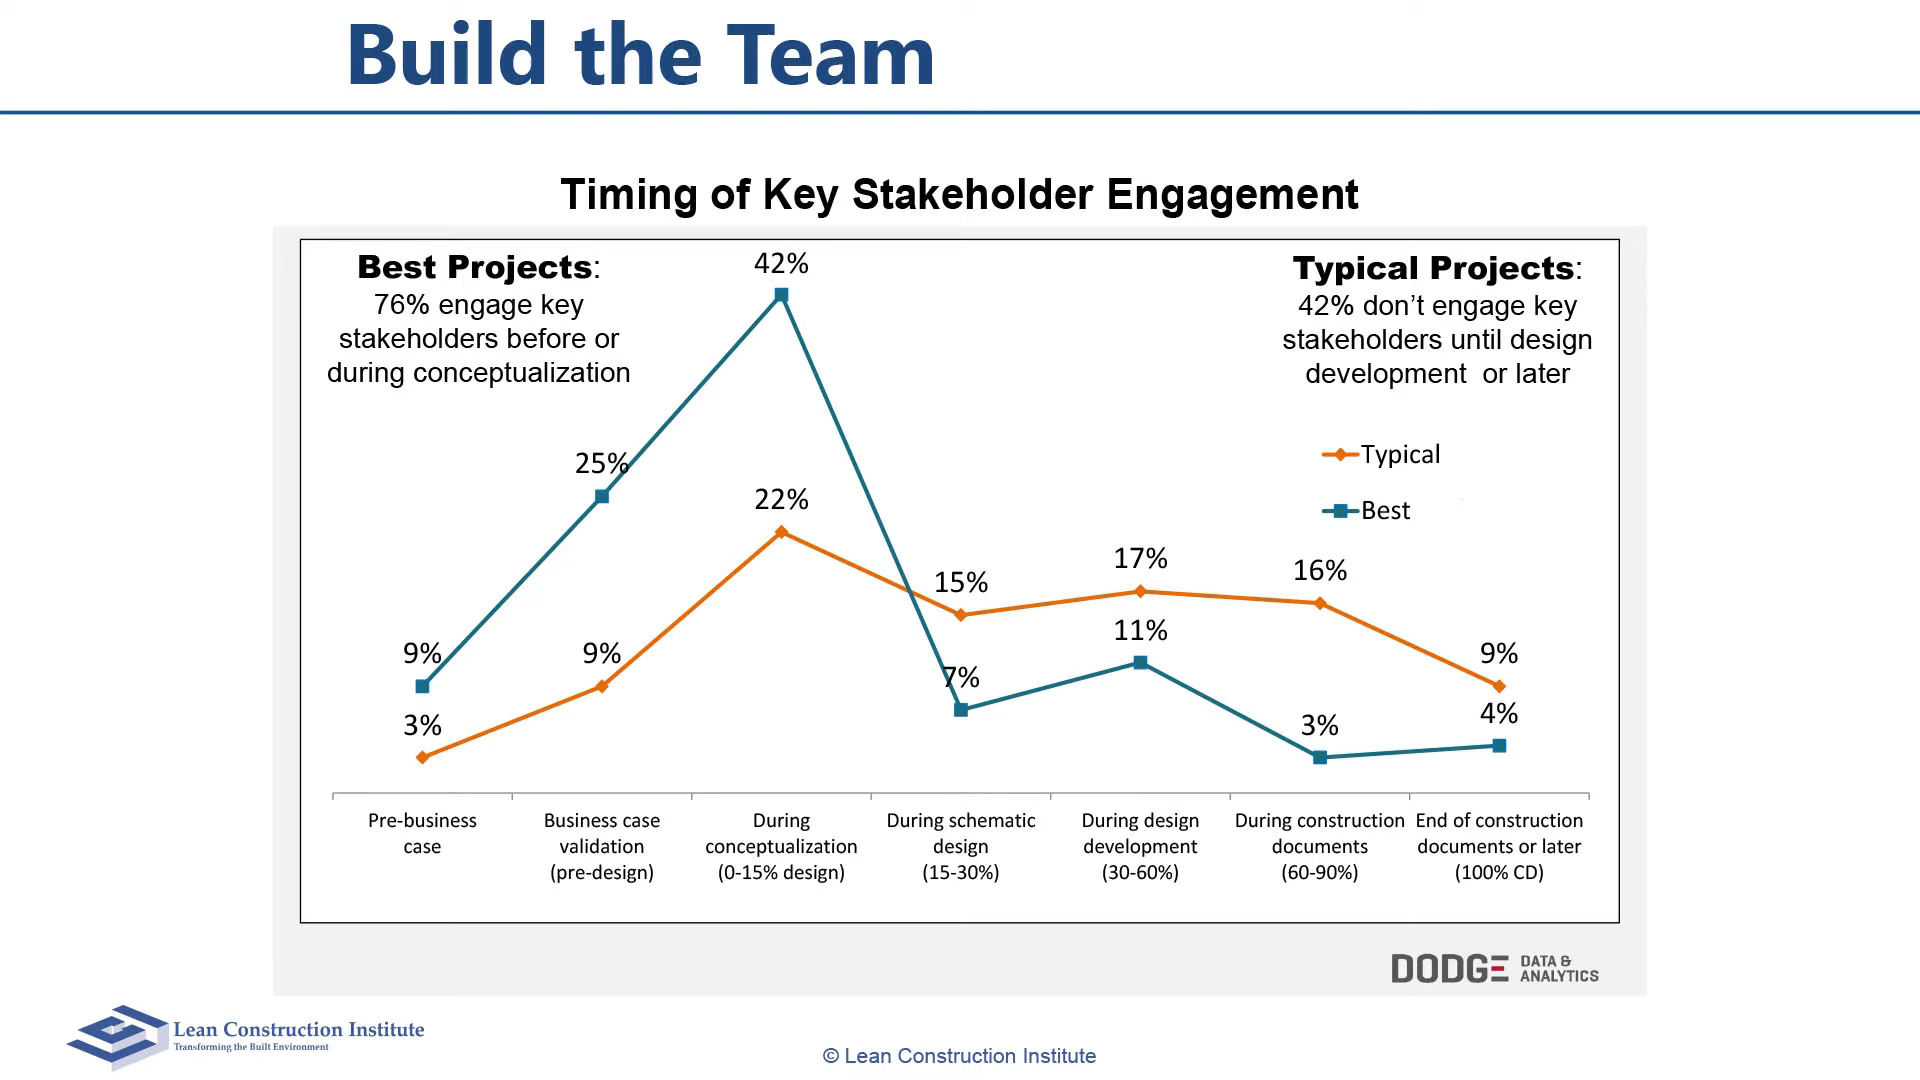 Build the Team
Timing of Key Stakeholder Engagement
Best Projects:
76% engage key
stakeholders before or
during conceptualization
Typical Projects:
42% don’t engage key
stakeholders until design
development or later
Typical
Best
42%
25%
22%
9%
9%
3%
15%
7%
17%
11%
16%
3%
9%
4%
Pre-business
case
Business case
validation
(pre-design)
During
conceptualization
(0-15% design)
During schematic
design
(15-30%)
During design
development
(30-60%)
During construction
documents
(60-90%)
End of construction
documents or later
(100% CD)
DODGE DATA &
ANALYTICS
Lean Construction Institute
Transforming the Built Environment
© Lean Construction Institute